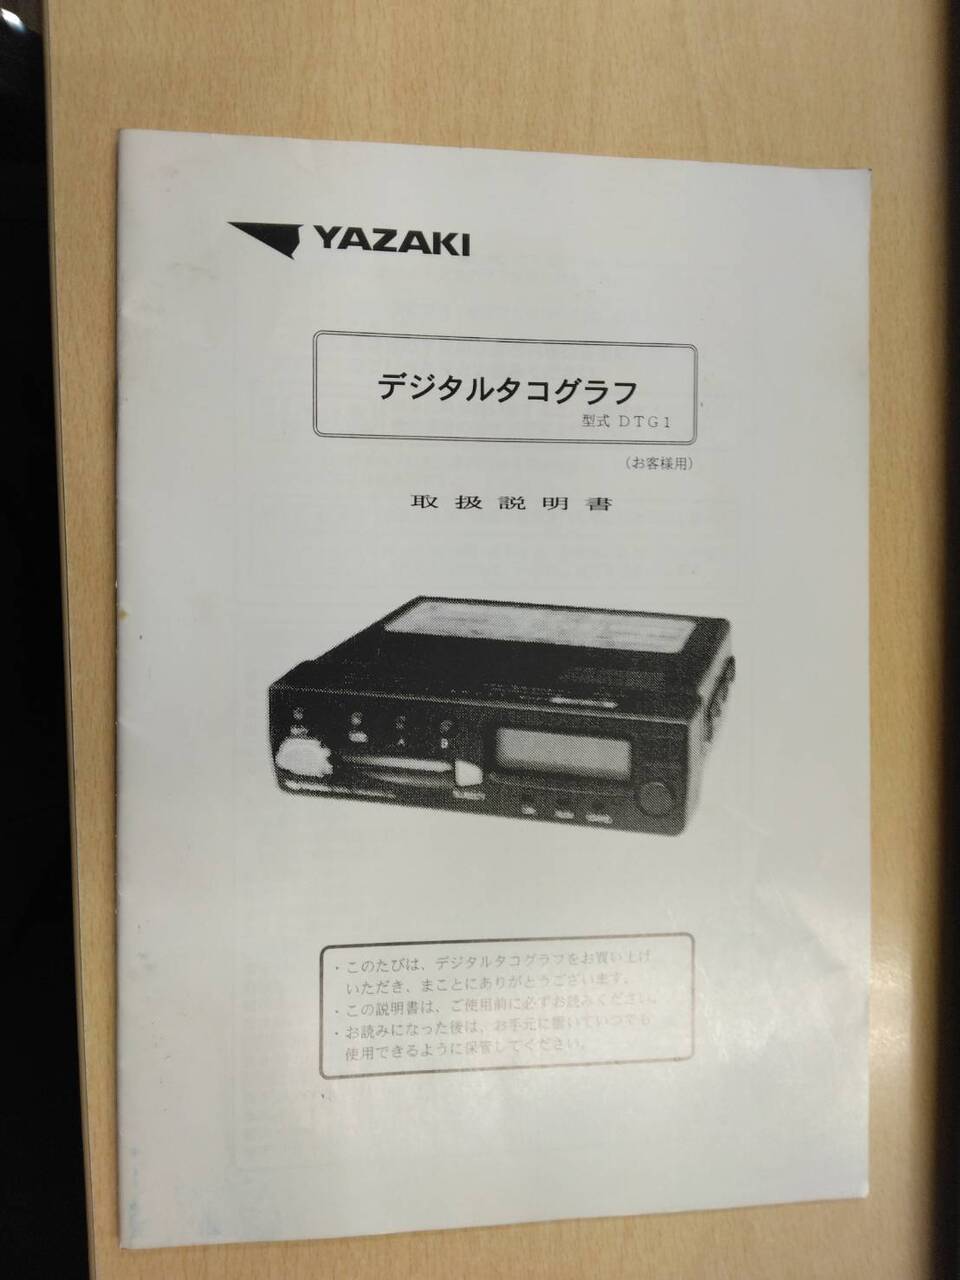 YAZAKI
デジタルタコグラフ
型式 DTG1
(お客様用)
取扱説明書
A
B
・このたびは、デジタルタコグラフをお買い上げ
いただき、まことにありがとうございます。
・この説明書は、ご使用前に必ずお読みください。
・お読みになった後は、お手元に置いていつでも
使用できるように保管してください。